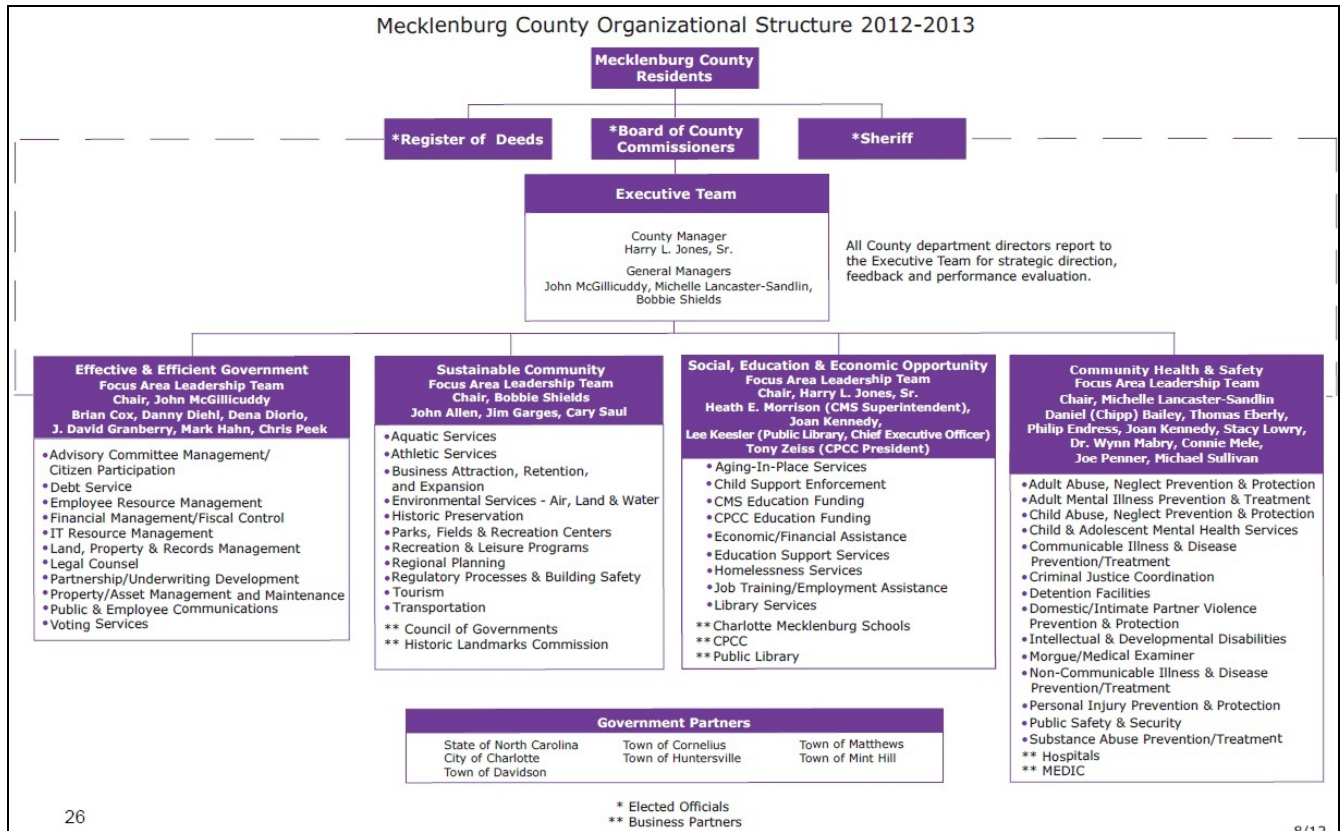 Mecklenburg County Organizational Structure 2012-2013
Mecklenburg County
Residents
*Register of Deeds
*Board of County
Commissioners
*Sheriff
Executive Team
County Manager
Harry L. Jones, Sr.
General Managers
John McGillicuddy, Michelle Lancaster-Sandlin,
Bobbie Shields
All County department directors report to
the Executive Team for strategic direction,
feedback and performance evaluation.
Effective & Efficient Government
Focus Area Leadership Team
Chair, John McGillicuddy
Brian Cox, Danny Diehl, Dena Diorio,
J. David Granberry, Mark Hahn, Chris Peek
• Advisory Committee Management/
Citizen Participation
• Debt Service
• Employee Resource Management
• Financial Management/Fiscal Control
• IT Resource Management
• Land, Property & Records Management
• Legal Counsel
• Partnership/Underwriting Development
• Property/Asset Management and Maintenance
• Public & Employee Communications
• Voting Services
Sustainable Community
Focus Area Leadership Team
Chair, Bobbie Shields
John Allen, Jim Garges, Cary Saul
• Aquatic Services
• Athletic Services
• Business Attraction, Retention,
and Expansion
• Environmental Services - Air, Land & Water
• Historic Preservation
• Parks, Fields & Recreation Centers
• Recreation & Leisure Programs
• Regional Planning
• Regulatory Processes & Building Safety
• Tourism
• Transportation
** Council of Governments
** Historic Landmarks Commission
Social, Education & Economic Opportunity
Focus Area Leadership Team
Chair, Harry L. Jones, Sr.
Heath E. Morrison (CMS Superintendent),
Joan Kennedy,
Lee Keesler (Public Library, Chief Executive Officer)
Tony Zeiss (CPCC President)
• Aging-In-Place Services
• Child Support Enforcement
• CMS Education Funding
• CPCC Education Funding
• Economic/Financial Assistance
• Education Support Services
• Homelessness Services
• Job Training/Employment Assistance
• Library Services
** Charlotte Mecklenburg Schools
** CPCC
** Public Library
Community Health & Safety
Focus Area Leadership Team
Chair, Michelle Lancaster-Sandlin
Daniel (Chipp) Bailey, Thomas Eberly,
Philip Endress, Joan Kennedy, Stacy Lowry,
Dr. Wynn Mabry, Connie Mele,
Joe Penner, Michael Sullivan
• Adult Abuse, Neglect Prevention & Protection
• Adult Mental Illness Prevention & Treatment
• Child Abuse, Neglect Prevention & Protection
• Child & Adolescent Mental Health Services
• Communicable Illness & Disease
Prevention/Treatment
• Criminal Justice Coordination
• Detention Facilities
• Domestic/Intimate Partner Violence
Prevention & Protection
• Intellectual & Developmental Disabilities
• Morgue/Medical Examiner
• Non-Communicable Illness & Disease
Prevention/Treatment
• Personal Injury Prevention & Protection
• Public Safety & Security
• Substance Abuse Prevention/Treatment
** Hospitals
** MEDIC
Government Partners
State of North Carolina
City of Charlotte
Town of Davidson
Town of Cornelius
Town of Huntersville
Town of Matthews
Town of Mint Hill
* Elected Officials
** Business Partners
26